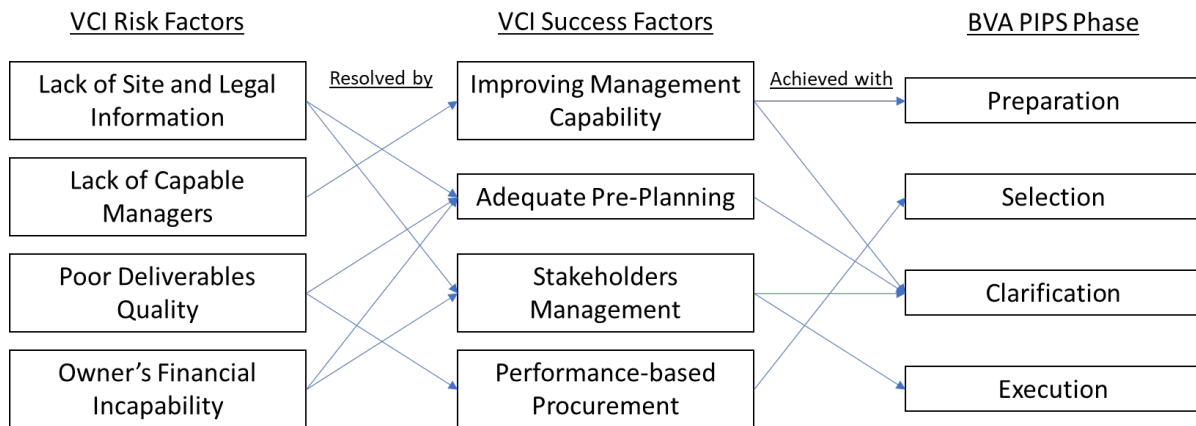 VCI Risk Factors
VCI Success Factors
BVA PIPS Phase
Resolved by
Achieved with
Lack of Site and Legal
Information
Improving Management
Capability
Preparation
Lack of Capable
Managers
Adequate Pre-Planning
Selection
Poor Deliverables
Quality
Stakeholders
Management
Clarification
Owner’s Financial
Incapability
Performance-based
Procurement
Execution